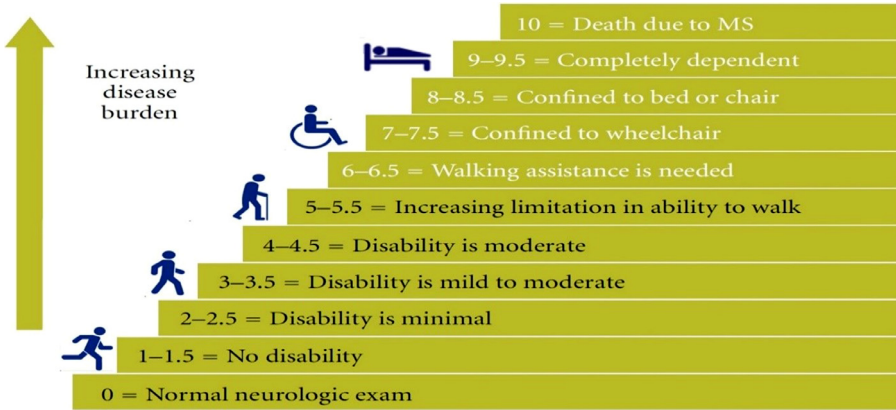 10 = Death due to MS
9–9.5 = Completely dependent
Increasing
disease
burden
8–8.5 = Confined to bed or chair
7–7.5 = Confined to wheelchair
6–6.5 = Walking assistance is needed
5–5.5 = Increasing limitation in ability to walk
4–4.5 = Disability is moderate
3–3.5 = Disability is mild to moderate
2–2.5 = Disability is minimal
1–1.5 = No disability
0 = Normal neurologic exam